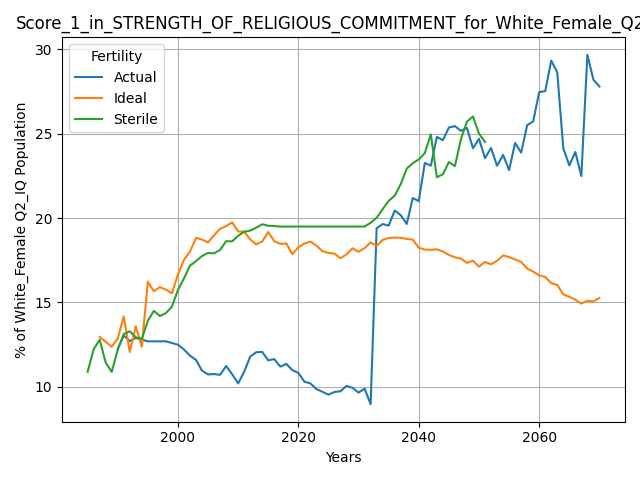 Score_1_in_STRENGTH_OF_RELIGIOUS_COMMITMENT_for_White_Female_Q2
Fertility
Actual
Ideal
Sterile
% of White_Female Q2_IQ Population
30
25
20
15
10
2000 2020 2040 2060
Years